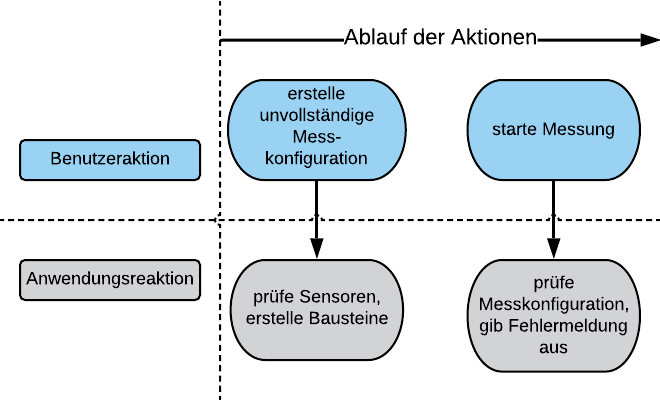 Ablauf der Aktionen
Benutzeraktion
erstelle
unvollständige
Mess-
konfiguration
starte Messung
Anwendungsreaktion
prüfe Sensoren,
erstelle Bausteine
prüfe
Messkonfiguration,
gib Fehlermeldung
aus